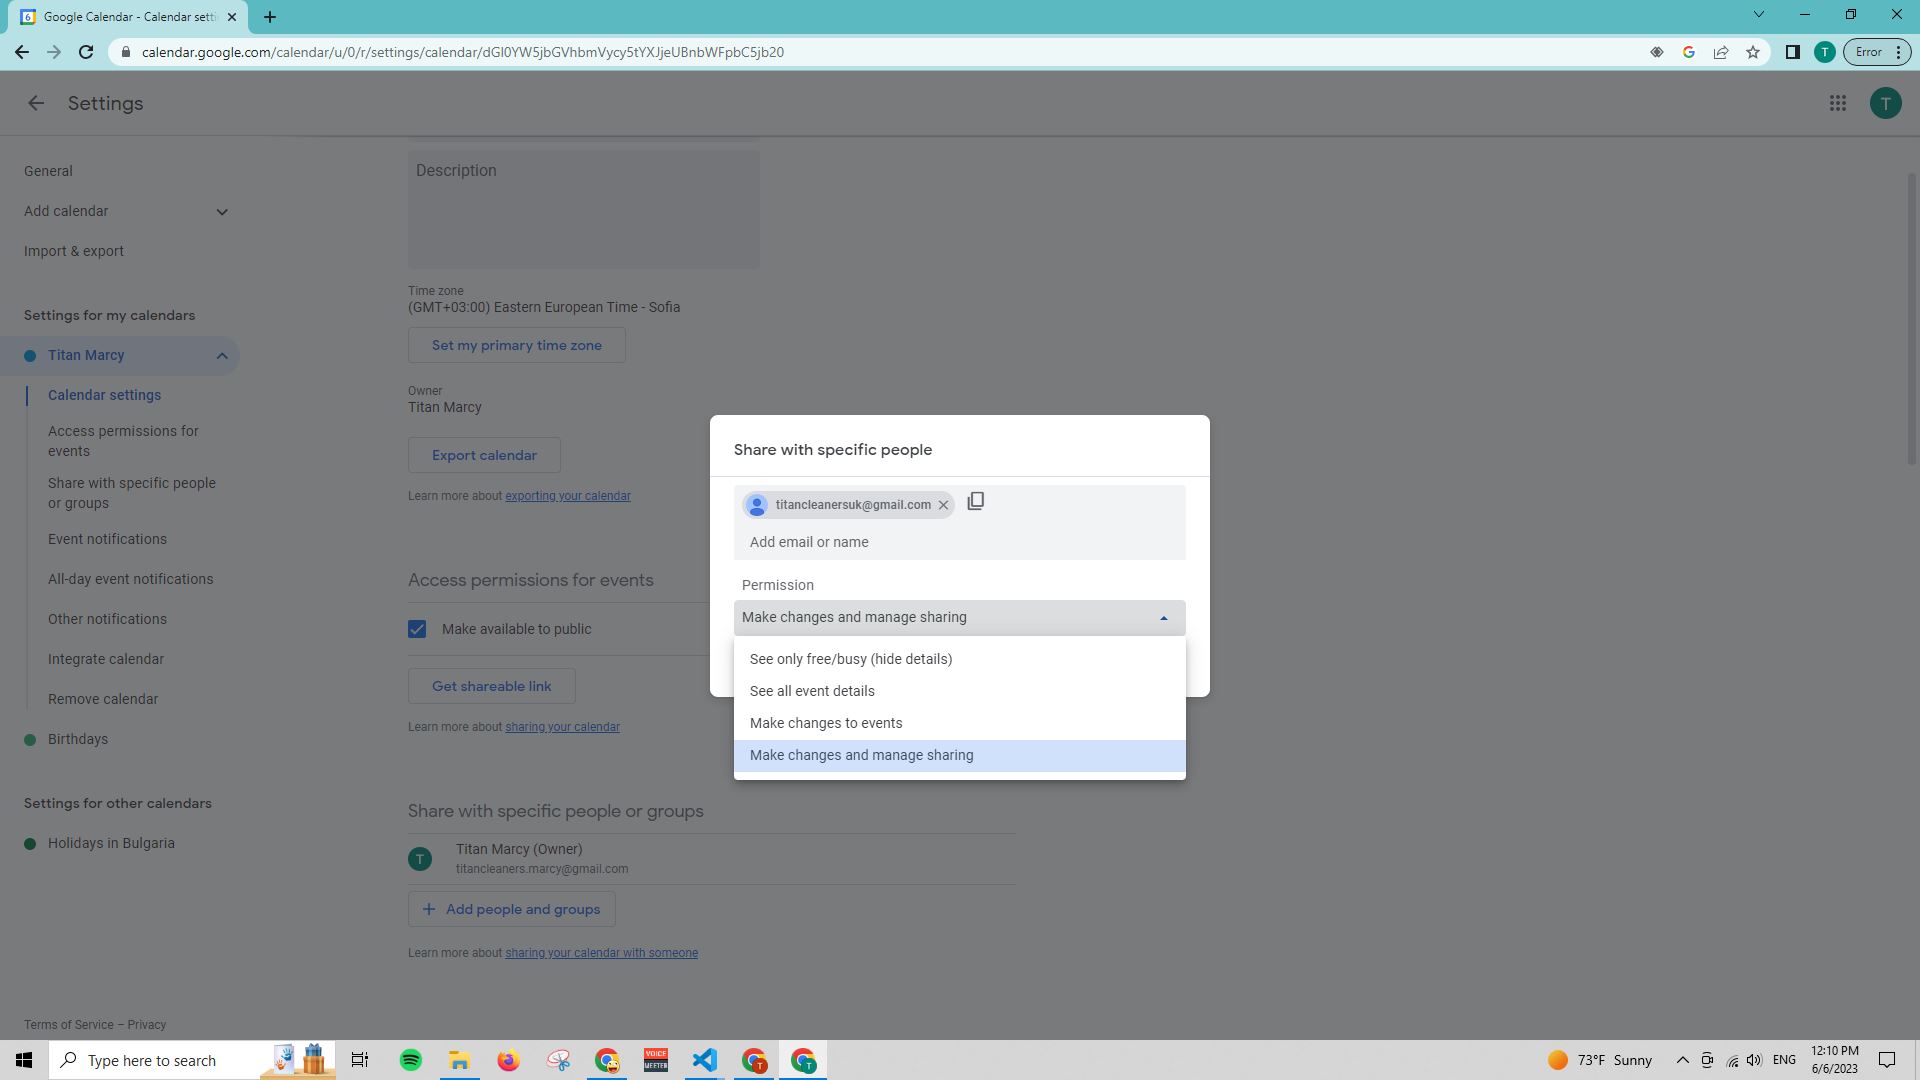 Google Calendar - Calendar setti
calendar.google.com/calendar/u/0/r/settings/calendar/dGl0YW5jbGVhbmVycy5tYXJjeUBnbWFpbC5jb20
T
Error
Settings
T
General
Add calendar
Import & export
Settings for my calendars
Titan Marcy
Calendar settings
Access permissions for
events
Share with specific people
or groups
Event notifications
All-day event notifications
Other notifications
Integrate calendar
Remove calendar
Birthdays
Settings for other calendars
Holidays in Bulgaria
Terms of Service – Privacy
Description
Time zone
(GMT+03:00) Eastern European Time - Sofia
Set my primary time zone
Owner
Titan Marcy
Export calendar
Learn more about exporting your calendar
Access permissions for events
Make available to public
Get shareable link
Learn more about sharing your calendar
Share with specific people or groups
T
Titan Marcy (Owner)
titancleaners.marcy@gmail.com
Add people and groups
Learn more about sharing your calendar with someone
Share with specific people
titancleanersuk@gmail.com
Add email or name
Permission
Make changes and manage sharing
See only free/busy (hide details)
See all event details
Make changes to events
Make changes and manage sharing
Type here to search
VOICE
MEETER
T
T
73°F Sunny
ENG
12:10 PM
6/6/2023